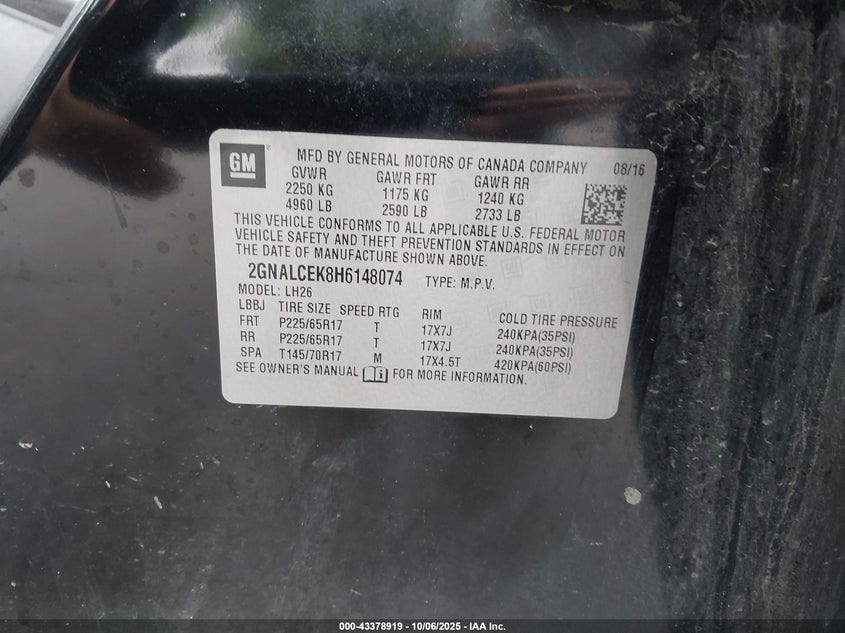 GM
MFD BY GENERAL MOTORS OF CANADA COMPANY 08/16
GVWR GAWR FRT GAWR RR
2250 KG 1175 KG 1240 KG
4960 LB 2590 LB 2733 LB
THIS VEHICLE CONFORMS TO ALL APPLICABLE U.S. FEDERAL MOTOR
VEHICLE SAFETY AND THEFT PREVENTION STANDARDS IN EFFECT ON
THE DATE OF MANUFACTURE SHOWN ABOVE.
2GNALCEK8H6148074 TYPE: M.P.V.
MODEL: LH26
LBBJ TIRE SIZE SPEED RTG RIM COLD TIRE PRESSURE
FRT P225/65R17 T 17X7J 240KPA(35PSI)
RR P225/65R17 T 17X7J 240KPA(35PSI)
SPA T145/70R17 M 17X4.5T 420KPA(60PSI)
SEE OWNER'S MANUAL FOR MORE INFORMATION.
000-43378919 - 10/06/2025 - IAA Inc.